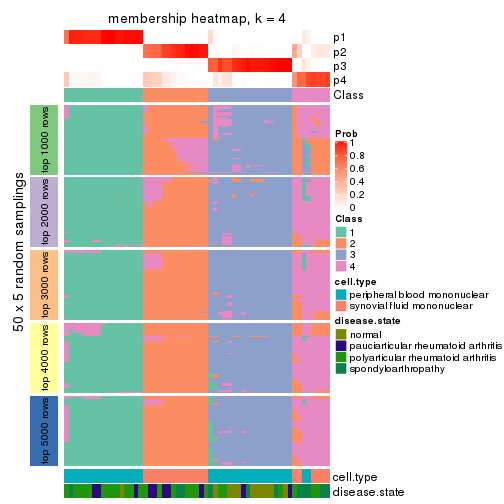 membership heatmap, k = 4
p1
p2
p3
p4
Class
50 x 5 random samplings
top 1000 rows
top 2000 rows
top 3000 rows
top 4000 rows
top 5000 rows
cell.type
disease.state
Prob
1
0.8
0.6
0.4
0.2
0
Class
1
2
3
4
cell.type
peripheral blood mononuclear
synovial fluid mononuclear
disease.state
normal
pauciarticular rheumatoid arthritis
polyarticular rheumatoid arthritis
spondyloarthropathy